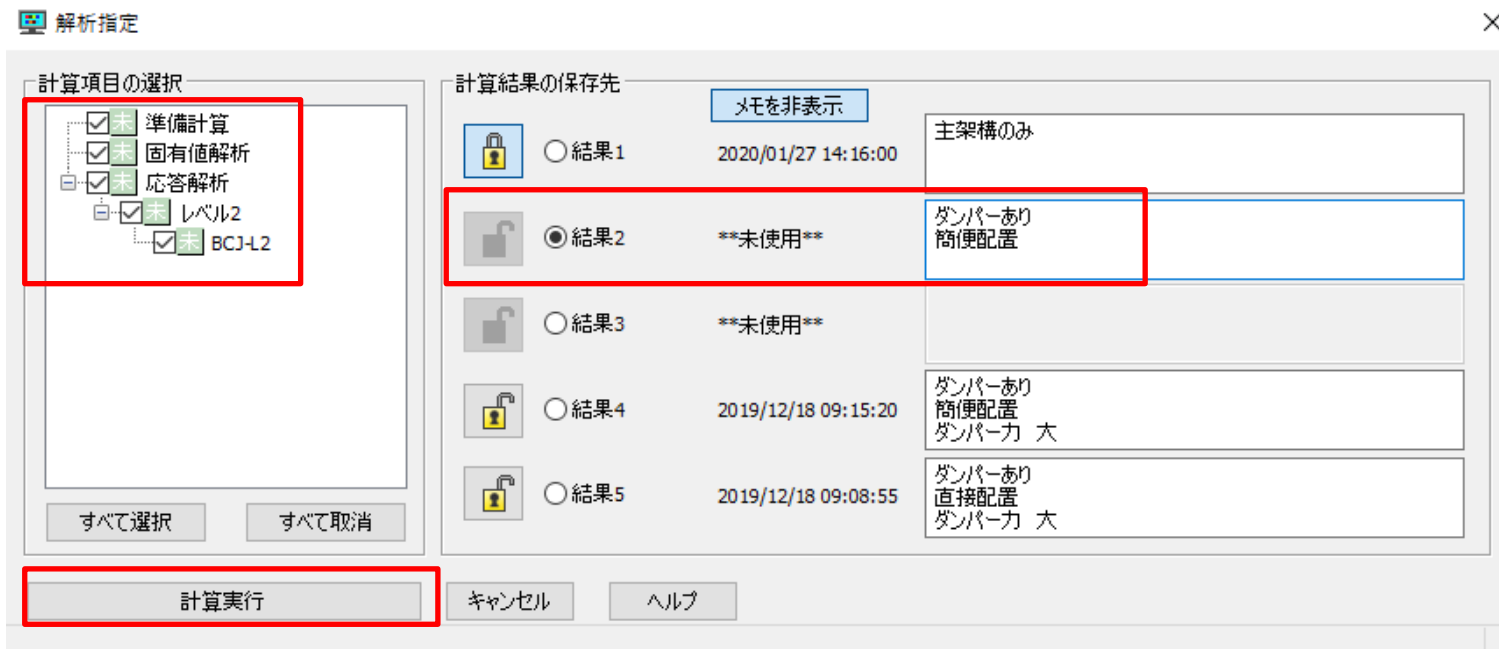 解析指定
計算項目の選択
未 準備計算
未 固有値解析
未 応答解析
未 レベル2
未 BCJ-L2
すべて選択 すべて取消
計算結果の保存先
メモを非表示
結果1 2020/01/27 14:16:00
主架構のみ
結果2 **未使用**
ダンパーあり
簡便配置
結果3 **未使用**
結果4 2019/12/18 09:15:20
ダンパーあり
簡便配置
ダンパー力 大
結果5 2019/12/18 09:08:55
ダンパーあり
直接配置
ダンパー力 大
計算実行 キャンセル ヘルプ